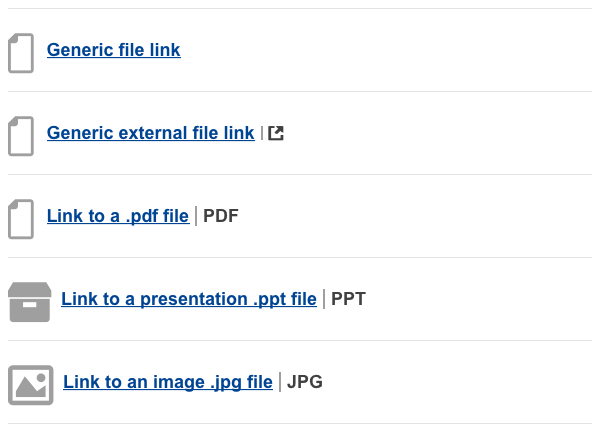 Generic file link
Generic external file link |
Link to a .pdf file | PDF
Link to a presentation .ppt file | PPT
Link to an image .jpg file | JPG